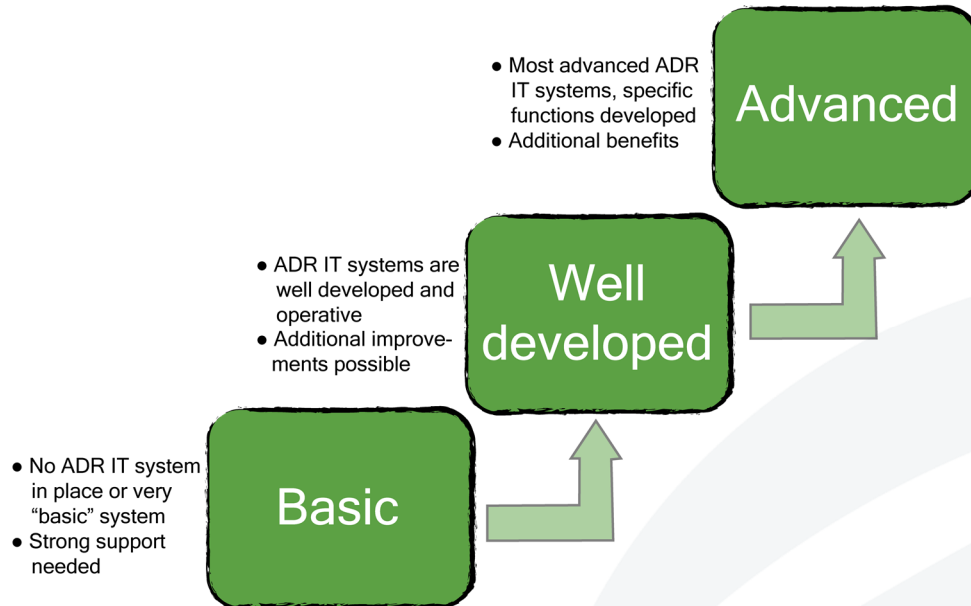 ● Most advanced ADR
IT systems, specific
functions developed
● Additional benefits
Advanced
● ADR IT systems are
well developed and
operative
● Additional improve-
ments possible
Well
developed
● No ADR IT system
in place or very
“basic” system
● Strong support
needed
Basic